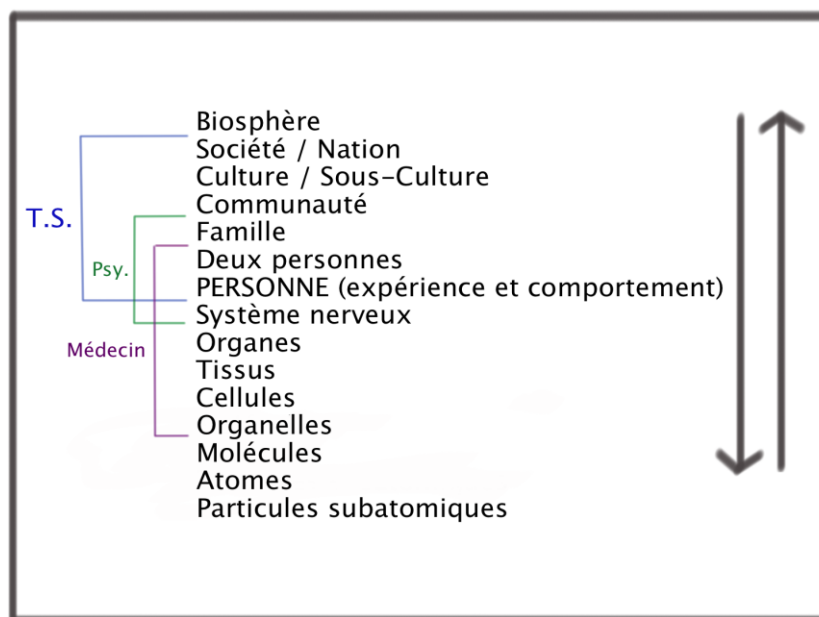 Biosphère
Société / Nation
Culture / Sous-Culture
Communauté
T.S.
Famille
Deux personnes
Psy.
PERSONNE (expérience et comportement)
Système nerveux
Organes
Médecin
Tissus
Cellules
Organelles
Molécules
Atomes
Particules subatomiques